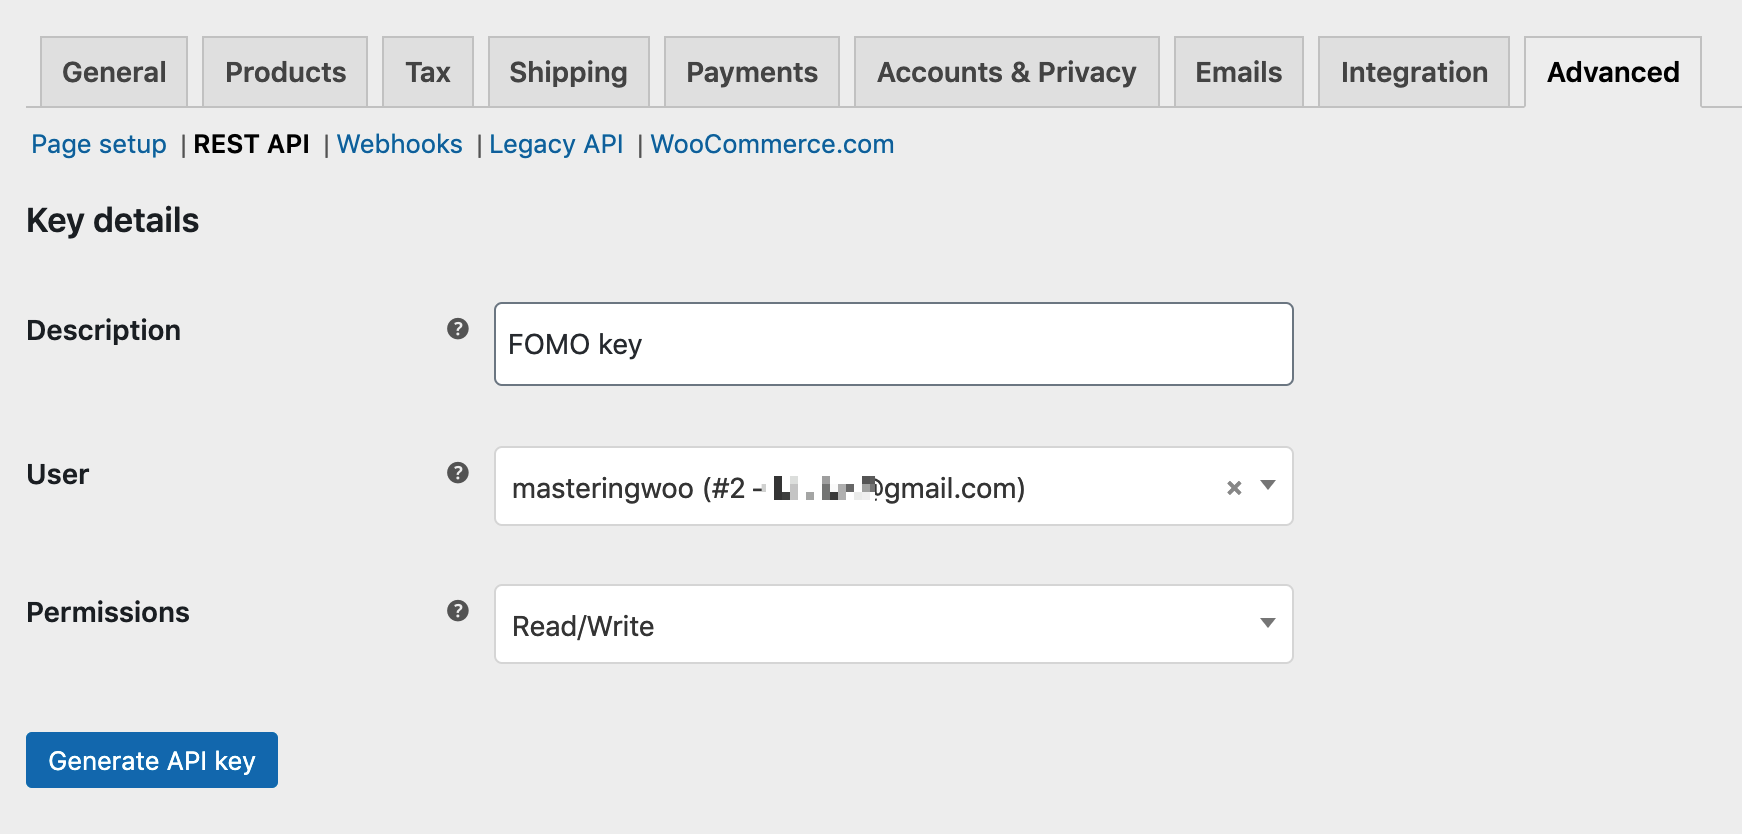 General Products Tax Shipping Payments Accounts & Privacy Emails Integration Advanced
Page setup | REST API | Webhooks | Legacy API | WooCommerce.com
Key details
Description ? FOMO key
User ? masteringwoo (#2 - @gmail.com) ×
Permissions ? Read/Write
Generate API key